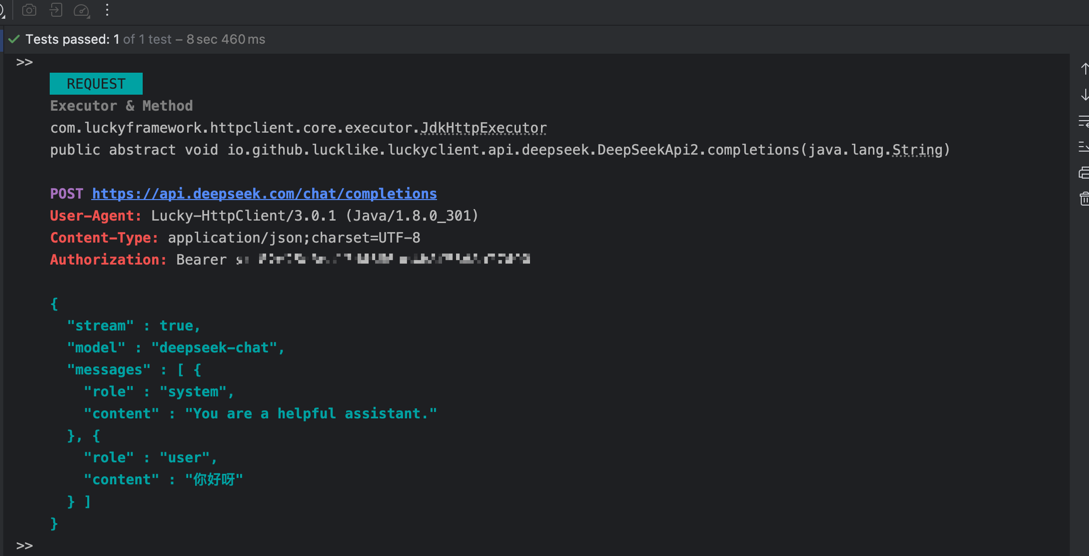 Tests passed: 1 of 1 test – 8 sec 460 ms
>>
REQUEST
Executor & Method
com.luckyframework.httpclient.core.executor.JdkHttpExecutor
public abstract void io.github.lucklike.luckyclient.api.deepseek.DeepSeekApi2.completions(java.lang.String)
POST https://api.deepseek.com/chat/completions
User-Agent: Lucky-HttpClient/3.0.1 (Java/1.8.0_301)
Content-Type: application/json;charset=UTF-8
Authorization: Bearer
{
"stream" : true,
"model" : "deepseek-chat",
"messages" : [ {
"role" : "system",
"content" : "You are a helpful assistant."
}, {
"role" : "user",
"content" : "你好呀"
} ]
}
>>